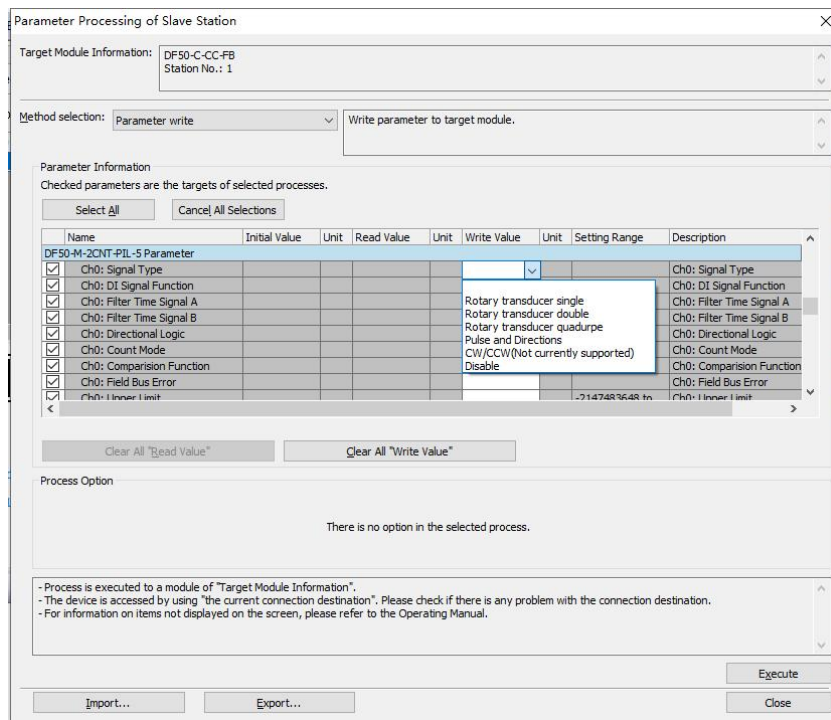 Parameter Processing of Slave Station
Target Module Information:
DF50-C-CC-FB
Station No.: 1
Method selection:
Parameter write
Write parameter to target module.
Parameter Information
Checked parameters are the targets of selected processes.
Select All
Cancel All Selections
Name Initial Value Unit Read Value Unit Write Value Unit Setting Range Description
DF50-M-2CNT-PIL-5 Parameter
Ch0: Signal Type Ch0: Signal Type
Ch0: DI Signal Function Ch0: DI Signal Function
Ch0: Filter Time Signal A Ch0: Filter Time Signal A
Ch0: Filter Time Signal B Ch0: Filter Time Signal B
Ch0: Directional Logic Ch0: Directional Logic
Ch0: Count Mode Ch0: Count Mode
Ch0: Comparision Function Ch0: Comparision Function
Ch0: Field Bus Error Ch0: Field Bus Error
Ch0: Upper Limit -2147483648 to Ch0: Upper Limit
Rotary transducer single
Rotary transducer double
Rotary transducer quadurpe
Pulse and Directions
CW/CCW(Not currently supported)
Disable
Clear All "Read Value"
Clear All "Write Value"
Process Option
There is no option in the selected process.
- Process is executed to a module of "Target Module Information".
- The device is accessed by using "the current connection destination". Please check if there is any problem with the connection destination.
- For information on items not displayed on the screen, please refer to the Operating Manual.
Execute
Import...
Export...
Close